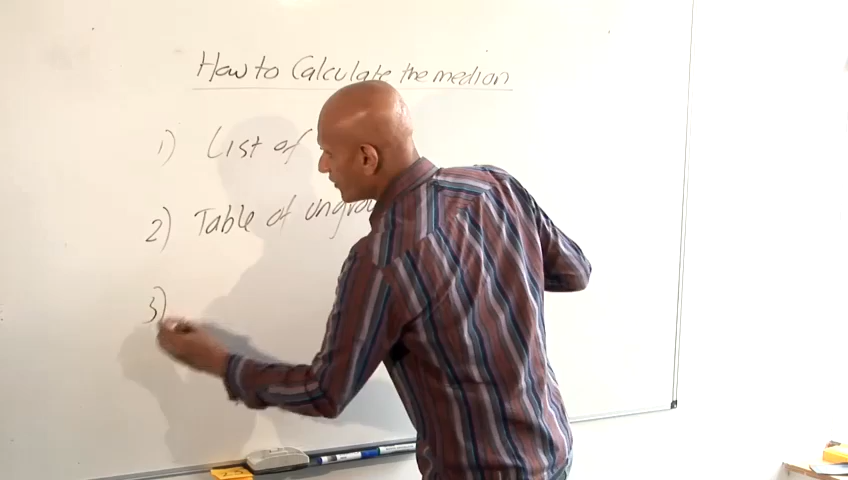 How to Calculate the median
1) List of
2) Table of ungrou
3)